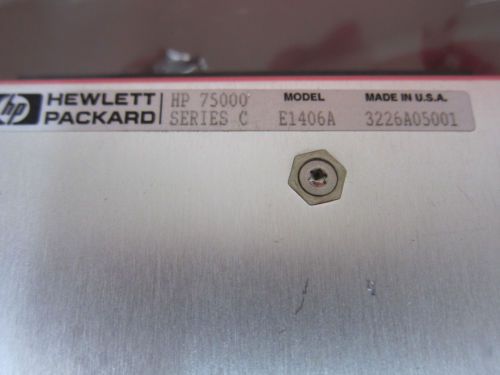 hp HEWLETT PACKARD
HP 75000 SERIES C
MODEL E1406A
MADE IN U.S.A. 3226A05001